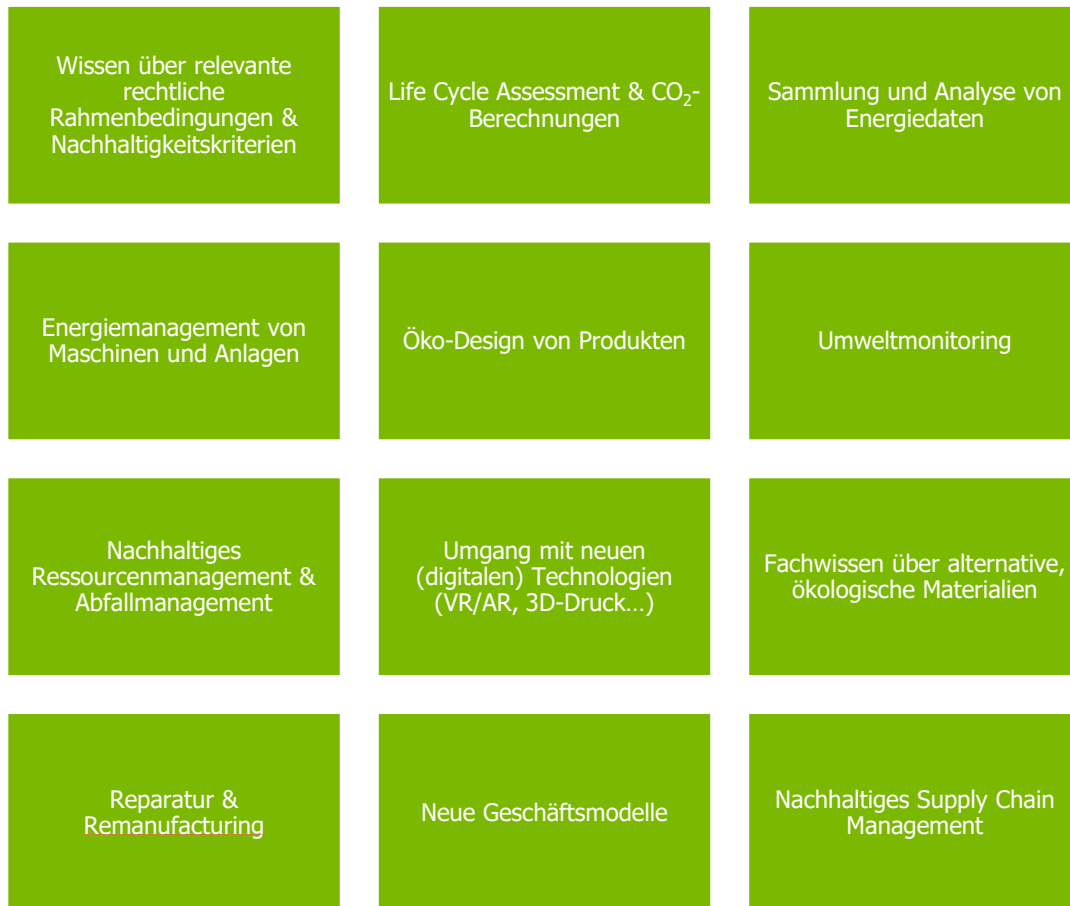 Wissen über relevante
rechtliche
Rahmenbedingungen &
Nachhaltigkeitskriterien
Life Cycle Assessment & CO₂-
Berechnungen
Sammlung und Analyse von
Energiedaten
Energiemanagement von
Maschinen und Anlagen
Öko-Design von Produkten
Umweltmonitoring
Nachhaltiges
Ressourcenmanagement &
Abfallmanagement
Umgang mit neuen
(digitalen) Technologien
(VR/AR, 3D-Druck…)
Fachwissen über alternative,
ökologische Materialien
Reparatur &
Remanufacturing
Neue Geschäftsmodelle
Nachhaltiges Supply Chain
Management